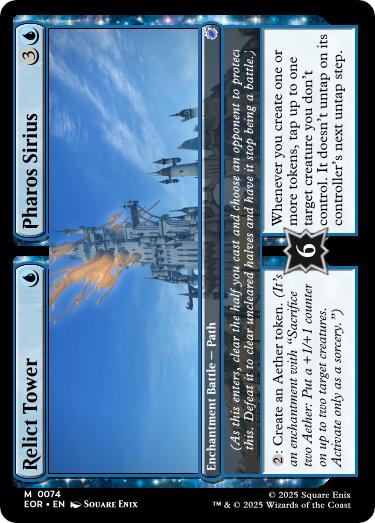 Relict Tower
Pharos Sirius
3
Enchantment Battle — Path
(As this enters, clear the half you cast and choose an opponent to protect
this. Defeat it to clear uncleared halves and have it stop being a battle.)
2: Create an Aether token. (It's
an enchantment with “Sacrifice
two Aether: Put a +1/+1 counter
on up to two target creatures.
Activate only as a sorcery.”)
Whenever you create one or
more tokens, tap up to one
target creature you don't
control. It doesn't untap on its
controller's next untap step.
6
M 0074
EOR • EN SQUARE ENIX
© 2025 Square Enix
™ & © 2025 Wizards of the Coast